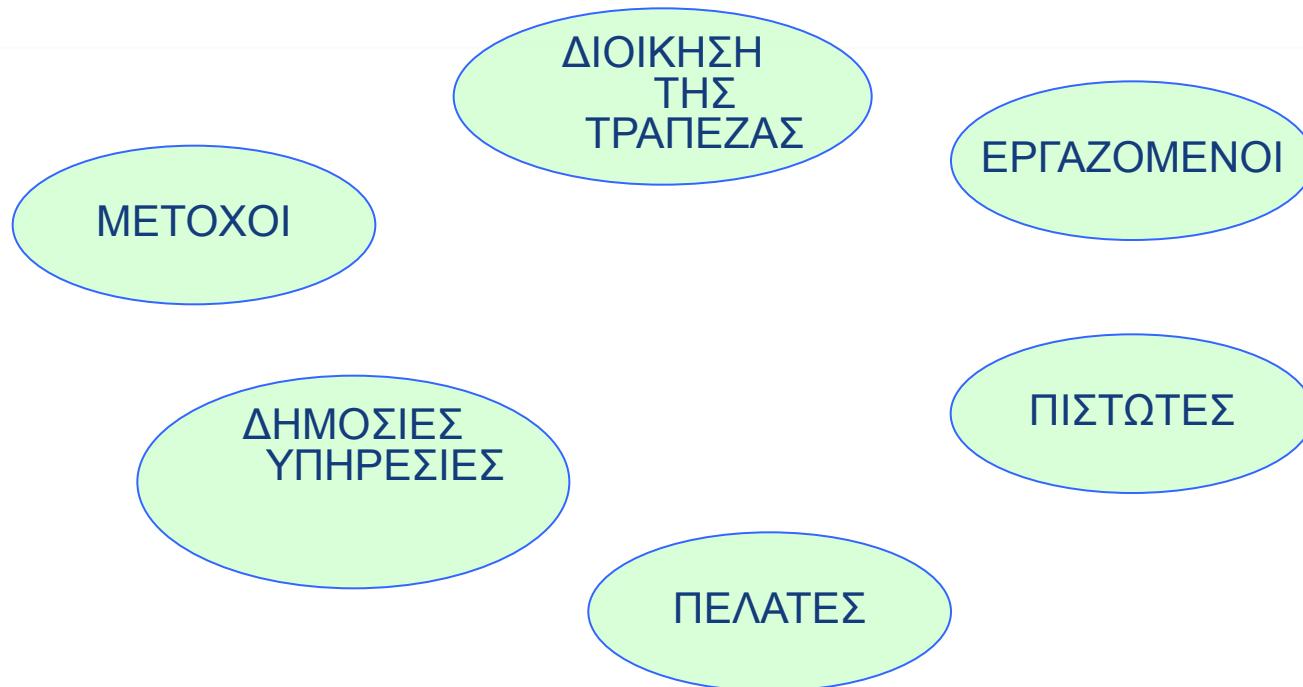 ΔΙΟΙΚΗΣΗ
ΤΗΣ
ΤΡΑΠΕΖΑΣ
ΕΡΓΑΖΟΜΕΝΟΙ
ΜΕΤΟΧΟΙ
ΠΙΣΤΩΤΕΣ
ΔΗΜΟΣΙΕΣ
ΥΠΗΡΕΣΙΕΣ
ΠΕΛΑΤΕΣ